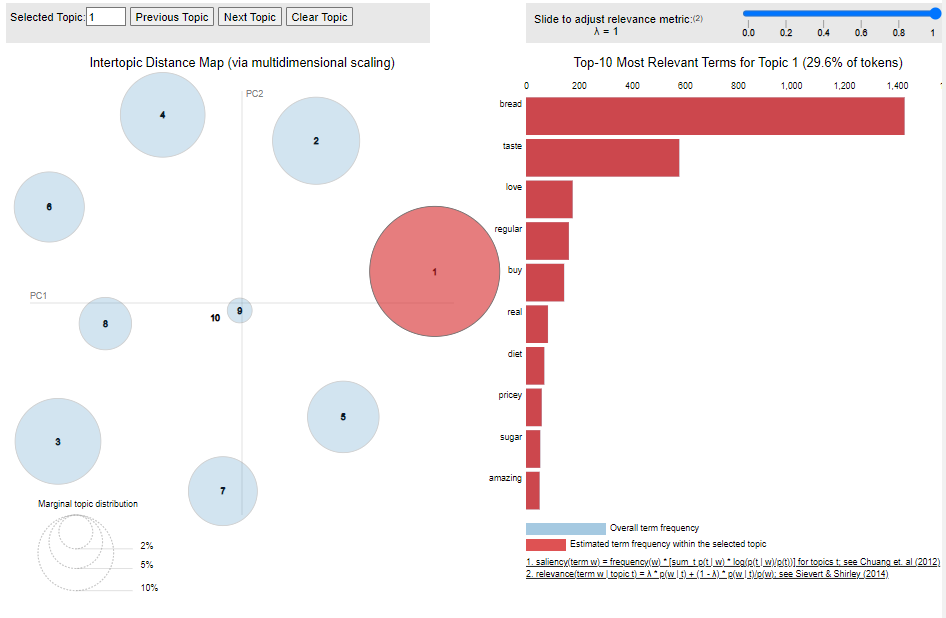 Selected Topic: 1 Previous Topic Next Topic Clear Topic
Slide to adjust relevance metric:(2)
λ = 1
0.0 0.2 0.4 0.6 0.8 1
Intertopic Distance Map (via multidimensional scaling)
PC2
PC1
4
2
6
1
9
10
8
5
3
7
Marginal topic distribution
2%
5%
10%
Top-10 Most Relevant Terms for Topic 1 (29.6% of tokens)
0 200 400 600 800 1,000 1,200 1,400
bread
taste
love
regular
buy
real
diet
pricey
sugar
amazing
Overall term frequency
Estimated term frequency within the selected topic
1. saliency(term w) = frequency(w) * [sum_t p(t | w) * log(p(t | w)/p(t))] for topics t; see Chuang et. al (2012)
2. relevance(term w | topic t) = λ * p(w | t) + (1 - λ) * p(w | t)/p(w); see Sievert & Shirley (2014)